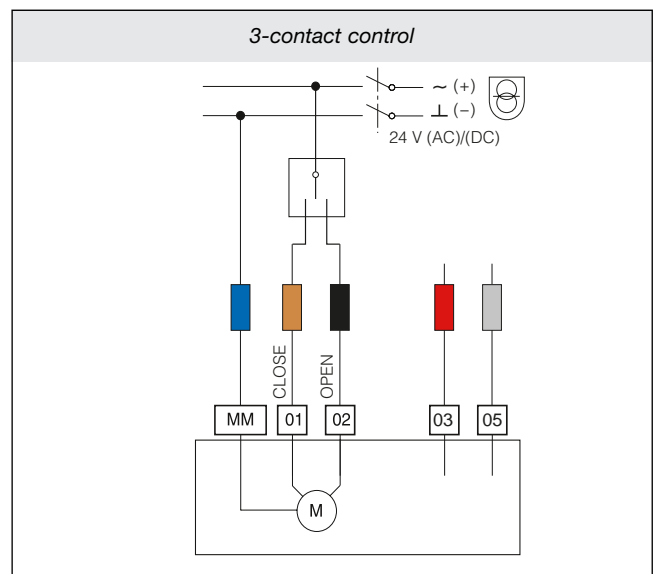 3-contact control
~ (+)
⊥ (−)
24 V (AC)/(DC)
CLOSE
OPEN
MM 01 02 03 05
M